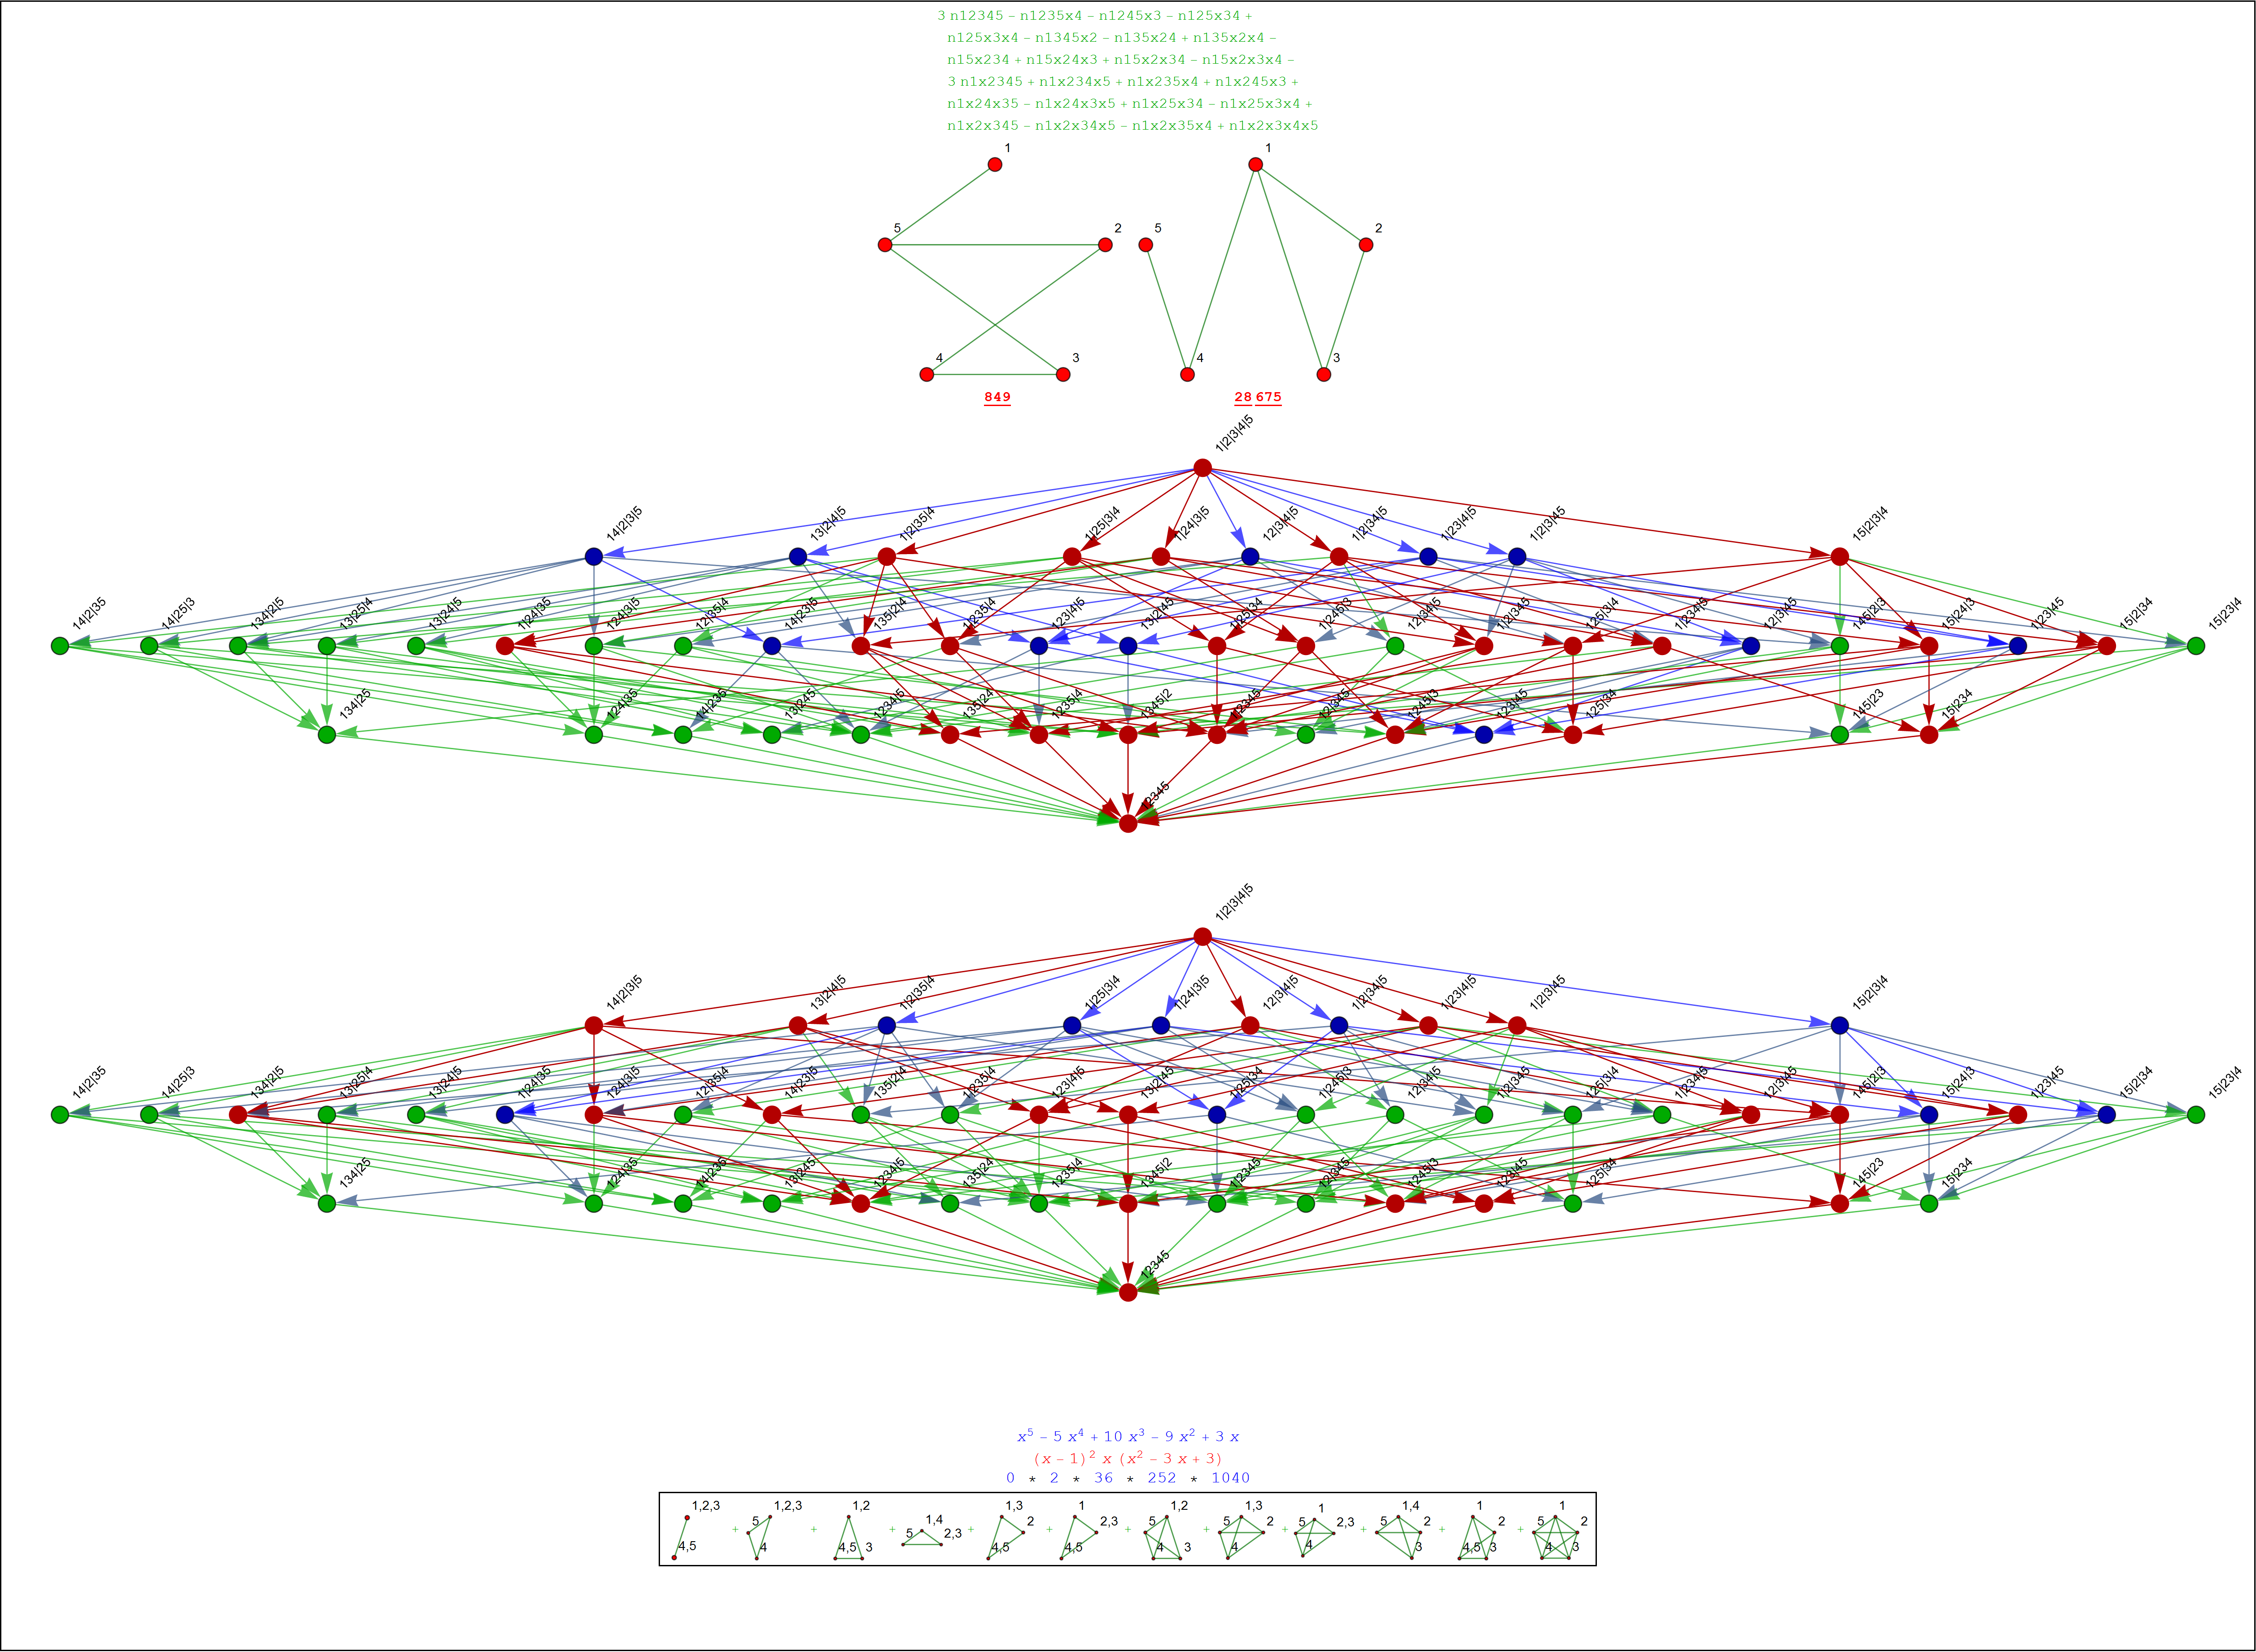 3 n12345 – n1235x4 – n1245x3 – n125x34 +
n125x3x4 – n1345x2 – n135x24 + n135x2x4 –
n15x234 + n15x24x3 + n15x2x34 – n15x2x3x4 –
3 n1x2345 + n1x234x5 + n1x235x4 + n1x245x3 +
n1x24x35 – n1x24x3x5 + n1x25x34 – n1x25x3x4 +
n1x2x345 – n1x2x34x5 – n1x2x35x4 + n1x2x3x4x5
1 1
5 2 5 2
4 3 4 3
849 28 675
1|2|3|4|5
14|2|3|5 13|2|4|5 1|2|35|4 1|25|3|4 1|24|3|5 12|3|4|5 1|2|34|5 1|23|4|5 1|2|3|45 15|2|3|4
14|2|35 14|25|3 134|2|5 13|25|4 13|24|5 1|24|35 124|3|5 12|35|4 14|23|5 135|2|4 1|235|4 123|4|5 13|2|45 1|25|34 1|245|3 12|34|5 1|2|345 125|3|4 1|234|5 12|3|45 145|2|3 15|24|3 1|23|45 15|2|34 15|23|4
134|25 124|35 14|235 13|245 1234|5 135|24 1235|4 1345|2 1|2345 12|345 1245|3 123|45 125|34 145|23 15|234
12345
1|2|3|4|5
14|2|3|5 13|2|4|5 1|2|35|4 1|25|3|4 1|24|3|5 12|3|4|5 1|2|34|5 1|23|4|5 1|2|3|45 15|2|3|4
14|2|35 14|25|3 134|2|5 13|25|4 13|24|5 1|24|35 124|3|5 12|35|4 14|23|5 135|2|4 1|235|4 123|4|5 13|2|45 1|25|34 1|245|3 12|34|5 1|2|345 125|3|4 1|234|5 12|3|45 145|2|3 15|24|3 1|23|45 15|2|34 15|23|4
134|25 124|35 14|235 13|245 1234|5 135|24 1235|4 1345|2 1|2345 12|345 1245|3 123|45 125|34 145|23 15|234
12345
x⁵ – 5 x⁴ + 10 x³ – 9 x² + 3 x
(x – 1)² x (x² – 3 x + 3)
0 * 2 * 36 * 252 * 1040
1,2,3 4,5 + 1,2,3 5 4 + 1,2 4,5 3 + 1,4 5 2,3 + 1,3 2 4,5 + 1 2,3 4,5 + 1,2 5 4 3 + 1,3 5 2 4 + 1 5 2,3 4 + 1,4 5 2 3 + 1 2 4,5 3 + 1 5 2 4 3